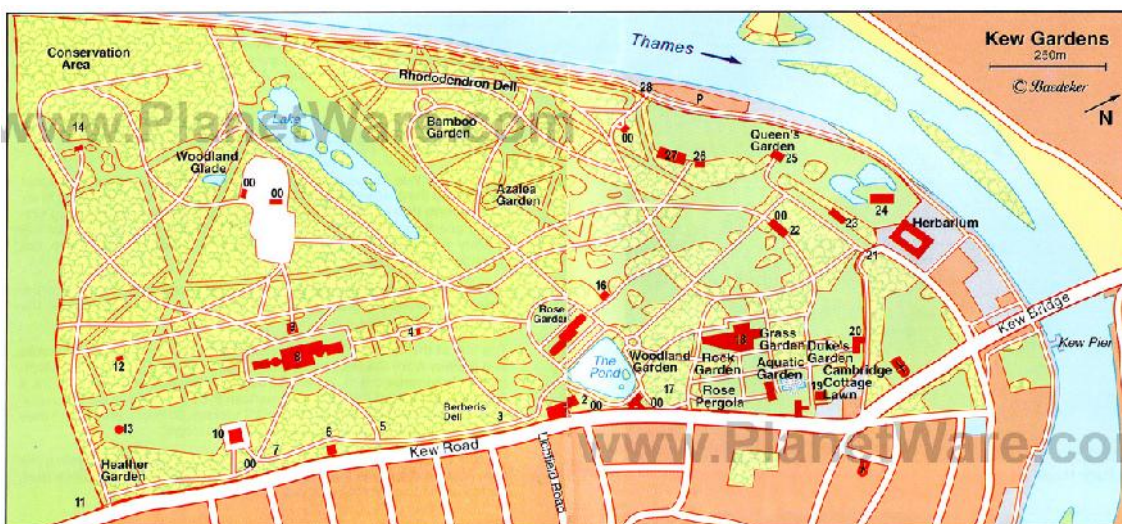 Conservation
Area
Thames
Kew Gardens
250m
© Baedeker
N
Rhododendron Dell
28
P
14
www.PlanetWare.com
Lake
Bamboo
Garden
00
Queen's
Garden
Woodland
Glade
27
26
25
00
00
Azalea
Garden
00
22
23
24
Herbarium
21
16
Rose
Garden
9
4
8
12
The
Pond
Woodland
Garden
18
Grass
Garden
Rock
Garden
Duke's
Garden
20
Kew Bridge
Kew Pier
Aquatic
Garden
Cambridge
Cottage
Lawn
19
17
Rose
Pergola
Berberis
Dell
3
2
00
00
13
10
6
5
7
00
Kew Road
Lichfield Road
www.PlanetWare.com
Heather
Garden
11